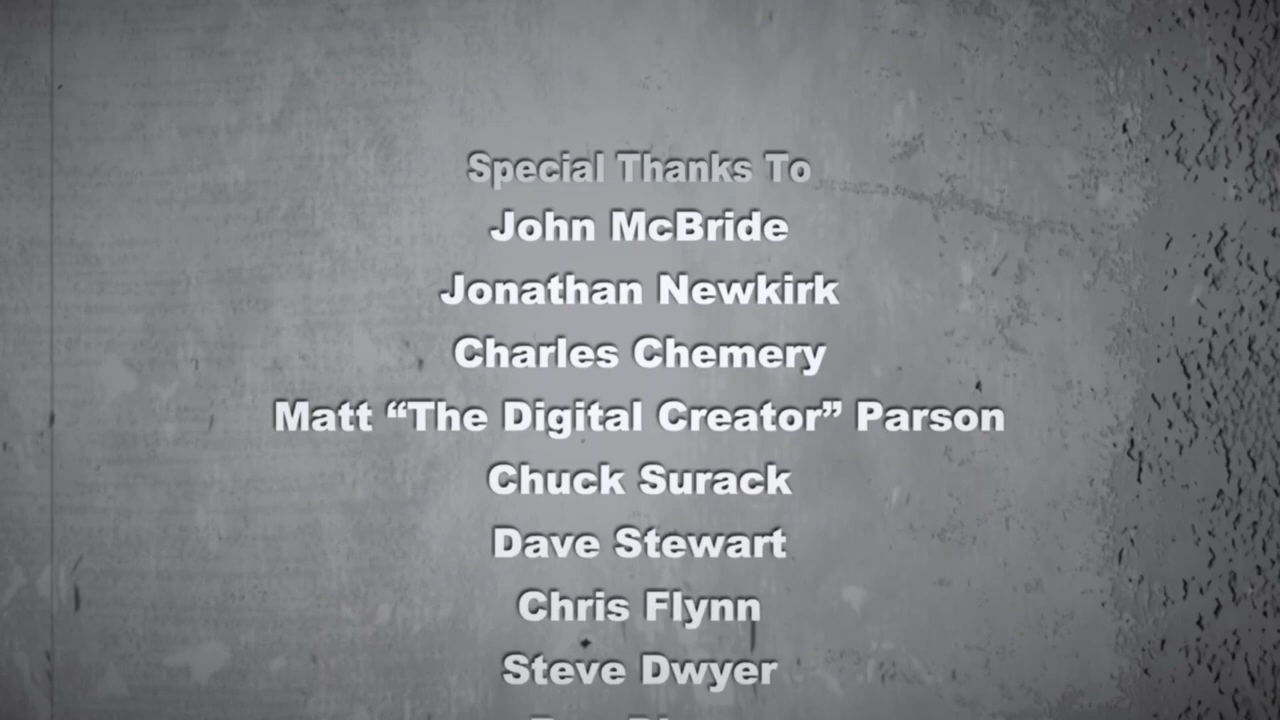 Special Thanks To
John McBride
Jonathan Newkirk
Charles Chemery
Matt “The Digital Creator” Parson
Chuck Surack
Dave Stewart
Chris Flynn
Steve Dwyer